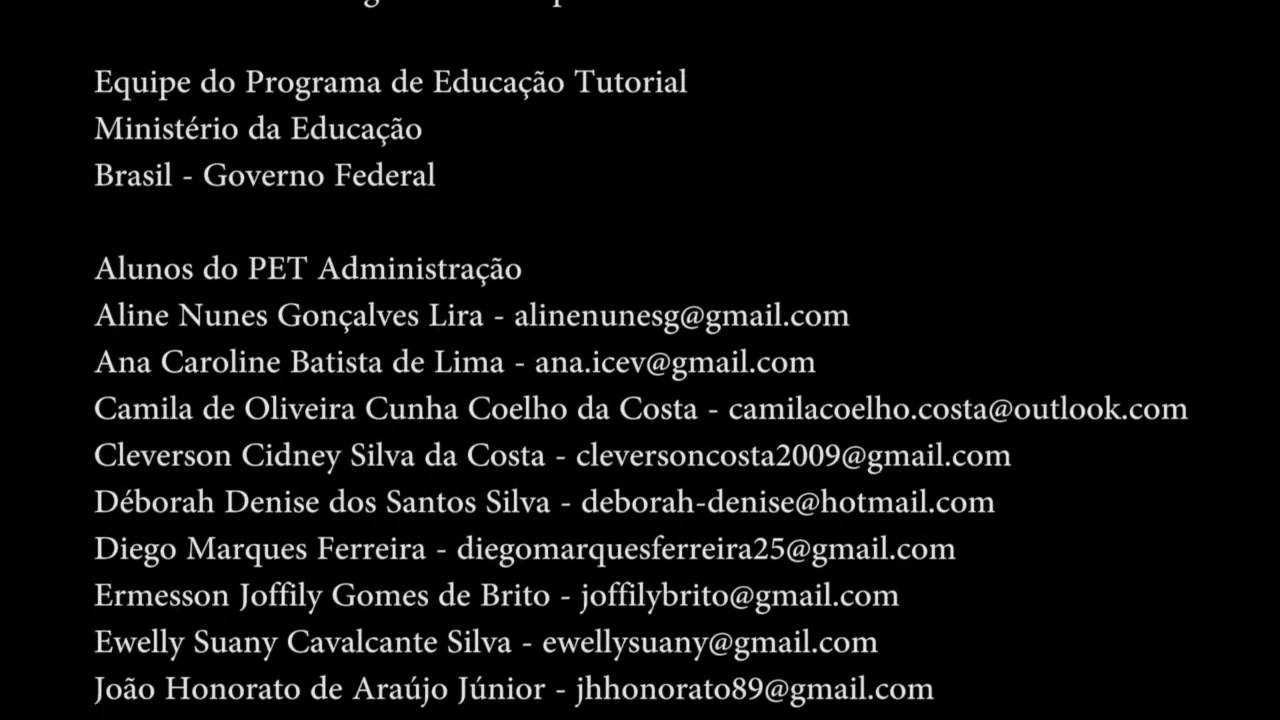 Equipe do Programa de Educação Tutorial
Ministério da Educação
Brasil - Governo Federal
Alunos do PET Administração
Aline Nunes Gonçalves Lira - alinenunesg@gmail.com
Ana Caroline Batista de Lima - ana.icev@gmail.com
Camila de Oliveira Cunha Coelho da Costa - camilacoelho.costa@outlook.com
Cleverson Cidney Silva da Costa - cleversoncosta2009@gmail.com
Déborah Denise dos Santos Silva - deborah-denise@hotmail.com
Diego Marques Ferreira - diegomarquesferreira25@gmail.com
Ermesson Joffily Gomes de Brito - joffilybrito@gmail.com
Ewelly Suany Cavalcante Silva - ewellysuany@gmail.com
João Honorato de Araújo Júnior - jhhonorato89@gmail.com